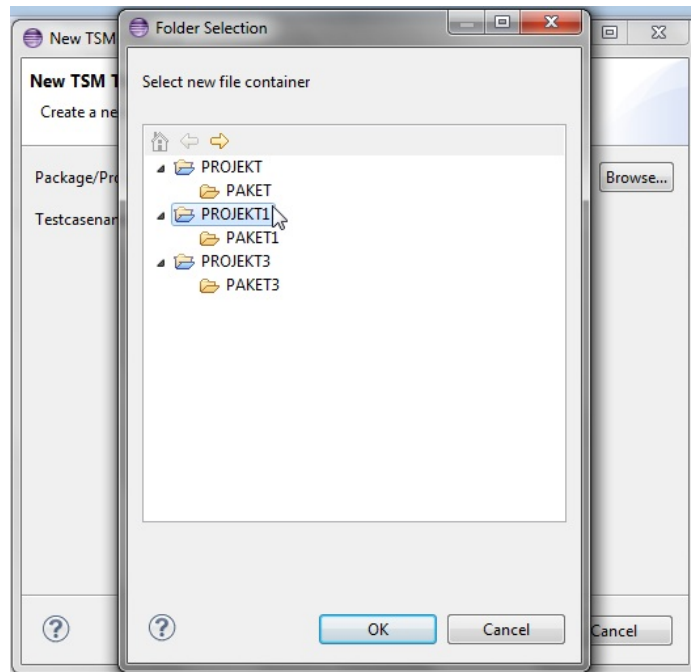 New TSM
New TSM T
Create a ne
Package/Pro
Browse...
Testcasenam
Cancel
Folder Selection
Select new file container
PROJEKT
PAKET
PROJEKT1
PAKET1
PROJEKT3
PAKET3
OK
Cancel